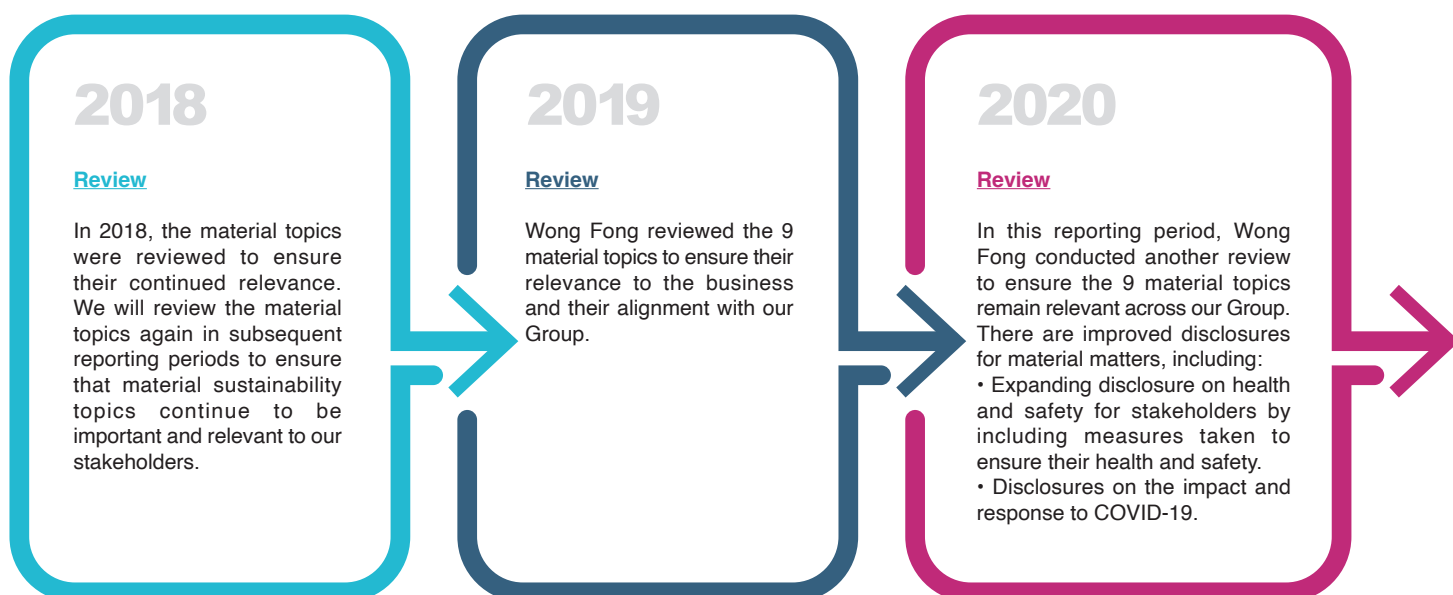 2018
Review
In 2018, the material topics
were reviewed to ensure
their continued relevance.
We will review the material
topics again in subsequent
reporting periods to ensure
that material sustainability
topics continue to be
important and relevant to our
stakeholders.
2019
Review
Wong Fong reviewed the 9
material topics to ensure their
relevance to the business
and their alignment with our
Group.
2020
Review
In this reporting period, Wong
Fong conducted another review
to ensure the 9 material topics
remain relevant across our Group.
There are improved disclosures
for material matters, including:
• Expanding disclosure on health
and safety for stakeholders by
including measures taken to
ensure their health and safety.
• Disclosures on the impact and
response to COVID-19.